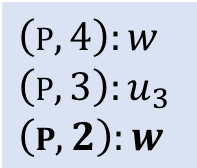 (P, 4): w
(P, 3): u₃
(P, 2): w